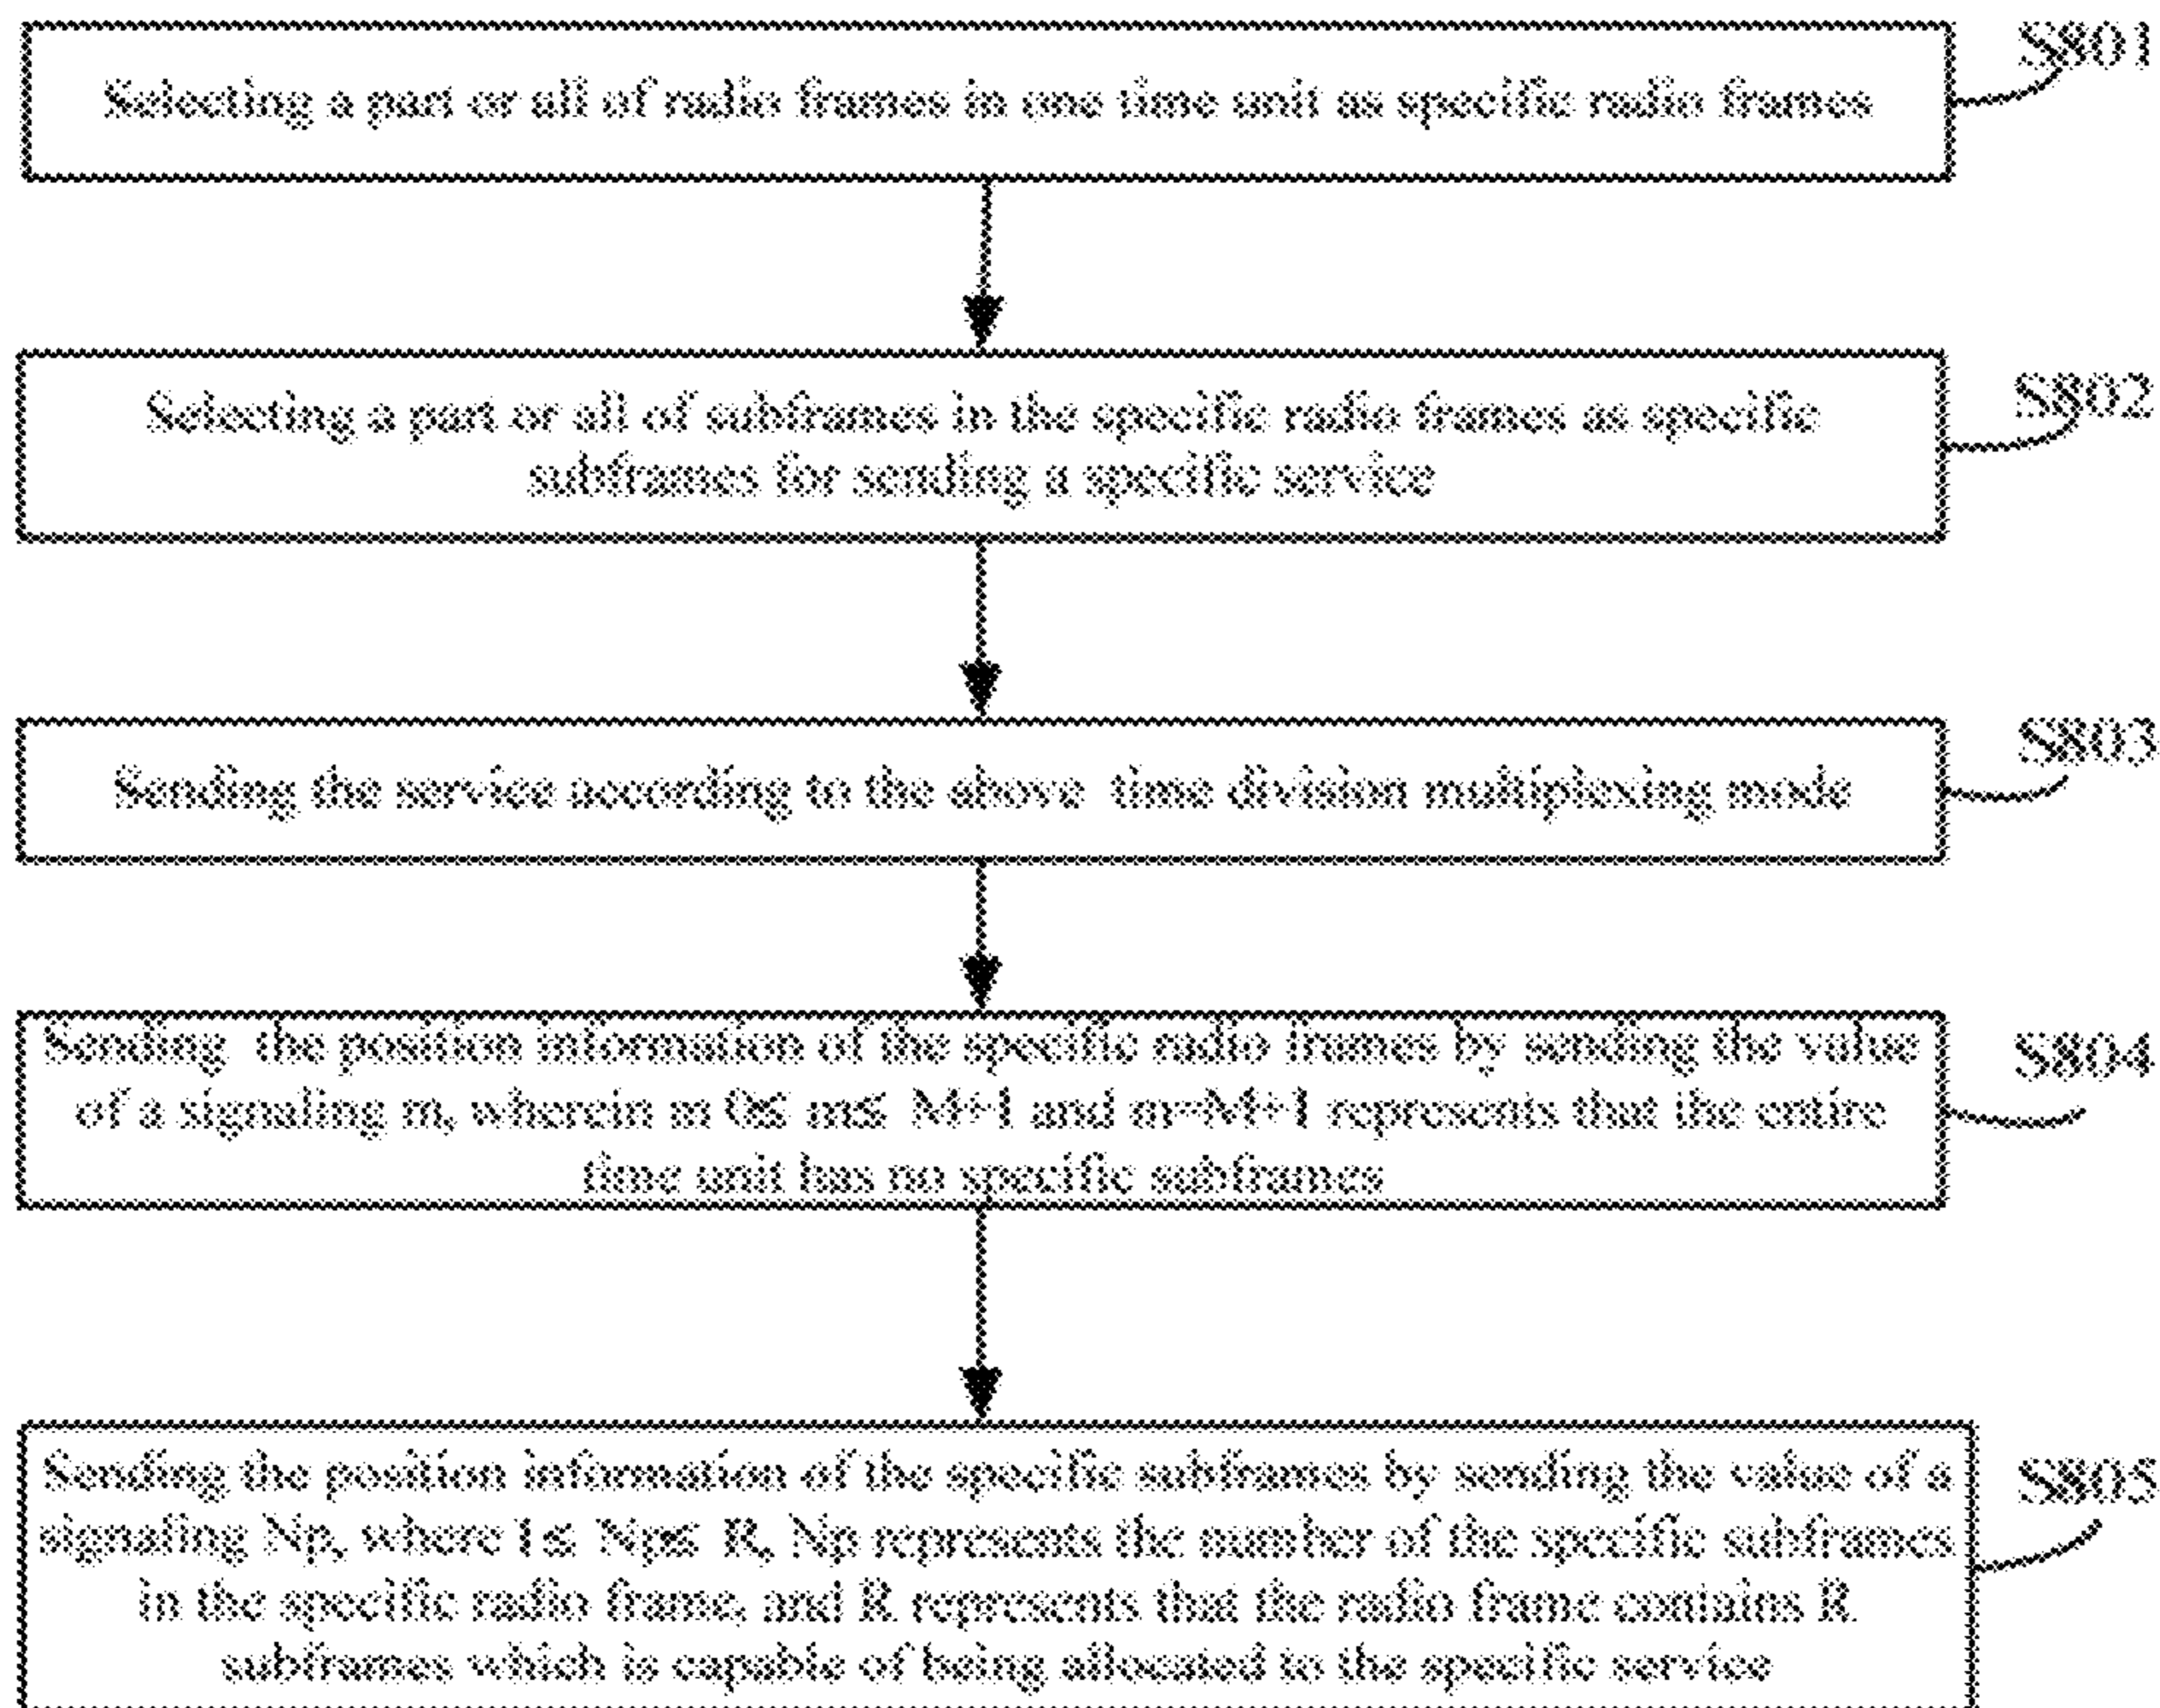 Selecting a part or all of radio frames in one time unit as specific radio frames
S801
Selecting a part or all of subframes in the specific radio frames as specific
subframes for sending a specific service
S802
Sending the service according to the above time division multiplexing mode
S803
Sending the position information of the specific radio frames by sending the value
of a signaling m, wherein m 0≤ m≤ M+1 and m=M+1 represents that the entire
time unit has no specific subframes
S804
Sending the position information of the specific subframes by sending the value of a
signaling Np, where 1≤ Np≤ R, Np represents the number of the specific subframes
in the specific radio frame, and R represents that the radio frame contains R
subframes which is capable of being allocated to the specific service
S805